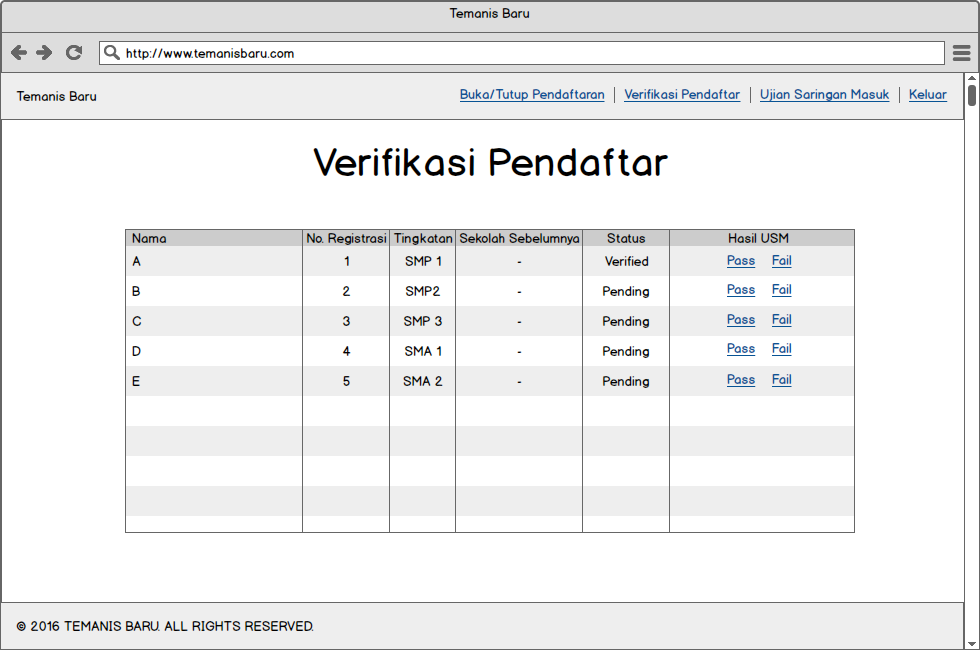 Temanis Baru
http://www.temanisbaru.com
Temanis Baru Buka/Tutup Pendaftaran Verifikasi Pendaftar Ujian Saringan Masuk Keluar
Verifikasi Pendaftar
Nama No. Registrasi Tingkatan Sekolah Sebelumnya Status Hasil USM
A 1 SMP 1 - Verified Pass Fail
B 2 SMP2 - Pending Pass Fail
C 3 SMP 3 - Pending Pass Fail
D 4 SMA 1 - Pending Pass Fail
E 5 SMA 2 - Pending Pass Fail
© 2016 TEMANIS BARU. ALL RIGHTS RESERVED.